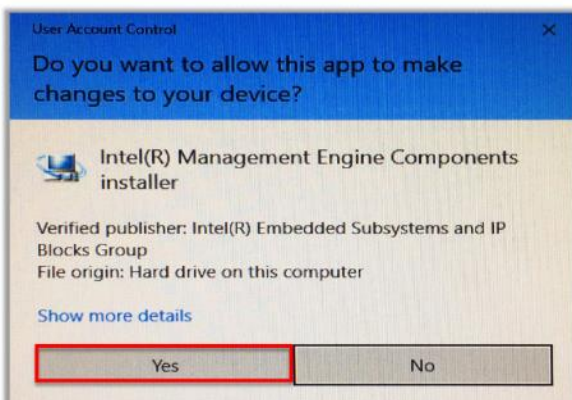 User Account Control
Do you want to allow this app to make
changes to your device?
Intel(R) Management Engine Components
installer
Verified publisher: Intel(R) Embedded Subsystems and IP
Blocks Group
File origin: Hard drive on this computer
Show more details
Yes
No